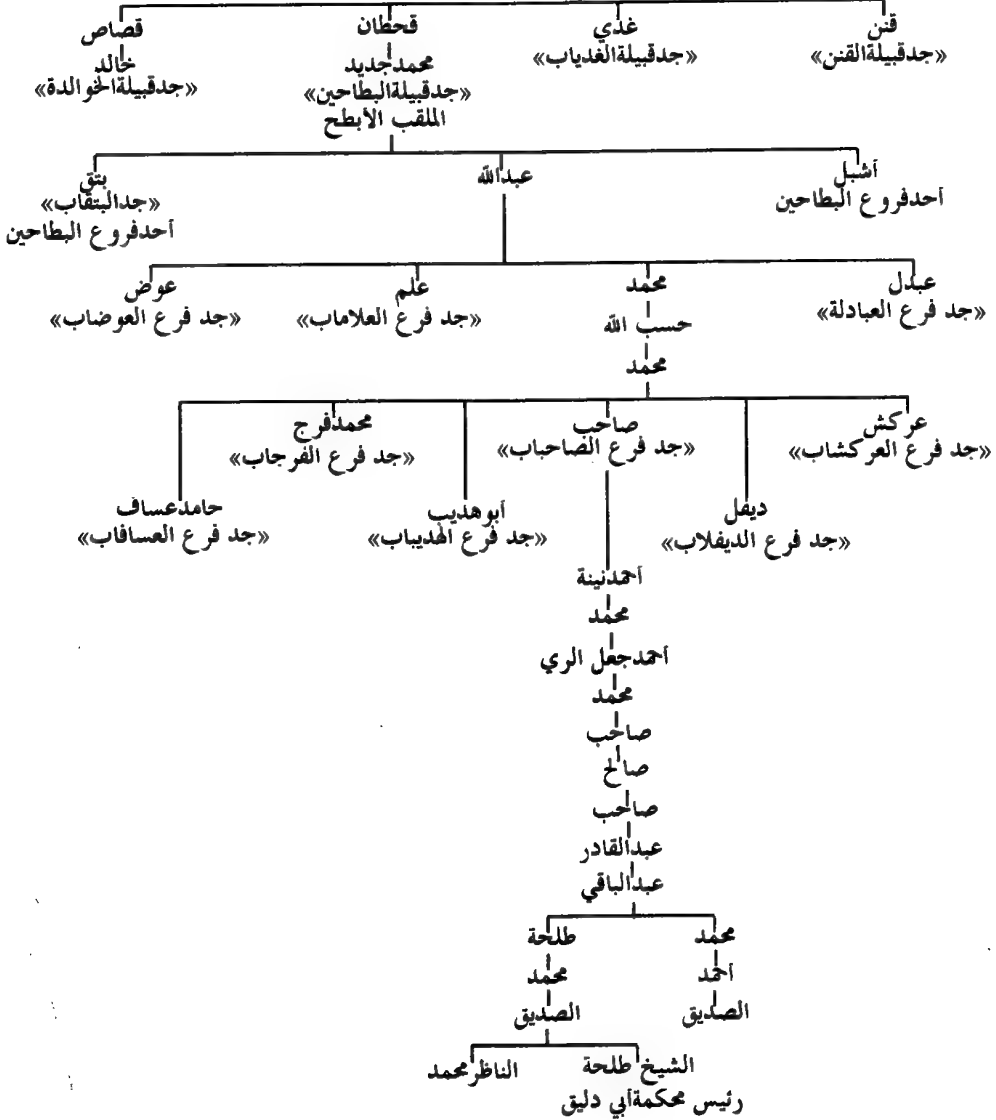 قنن
غذي
قحطان
قصاص
«جدقبيلةالقنن»
«جدقبيلةالغدياب»
محمدجديد
خالد
«جدقبيلةالبطاحين»
«جدقبيلةالخوالدة»
الملقب الأبطح
أشبل
عبدالله
بتق
أحدفروع البطاحين
«جدالبتقاب»
أحدفروع البطاحين
عبدل
محمد
علم
عوض
«جد فرع العبادلة»
حسب الله
«جد فرع العلاماب»
«جد فرع العوضاب»
محمد
عركش
صاحب
محمدفرج
«جد فرع العركشاب»
«جد فرع الضاحباب»
«جد فرع الفرجاب»
ديفل
أبوهديب
حامدعساف
«جد فرع الديفلاب»
«جد فرع الهديباب»
«جد فرع العسافاب»
أحمدنينة
محمد
أحمدجعل الري
محمد
صاحب
صالح
صاحب
عبدالقادر
عبدالباقي
محمد
طلحة
أحمد
محمد
الصديق
الصديق
الشيخ طلحة
الناظرمحمد
رئيس محكمةأبي دليق